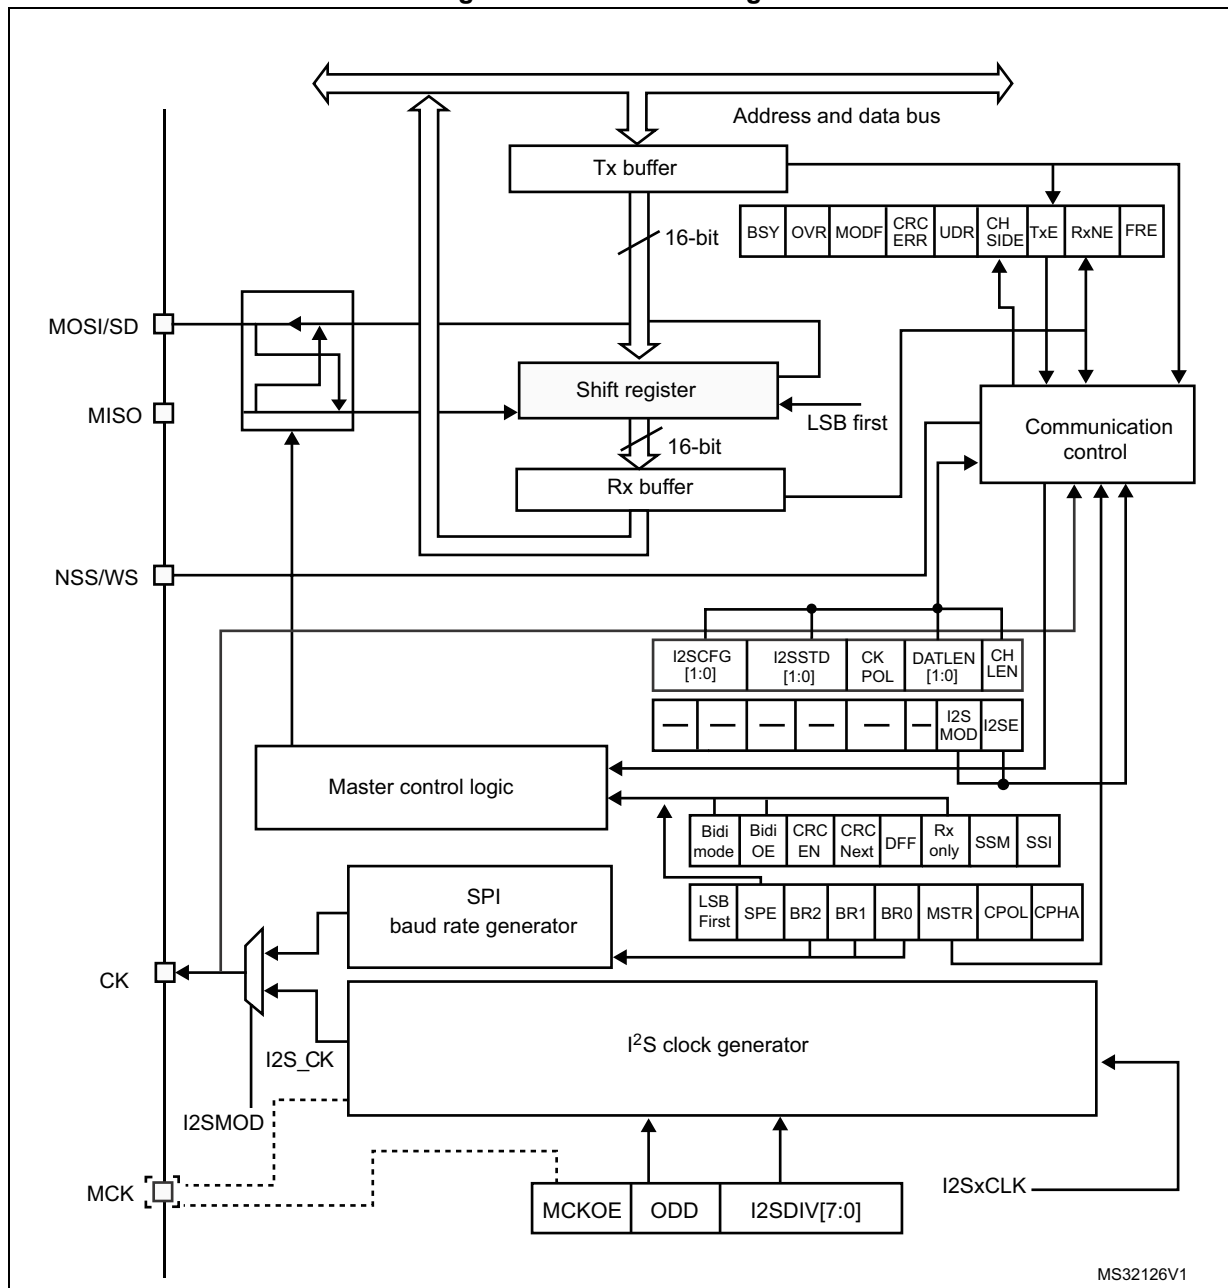 Address and data bus
Tx buffer
16-bit
BSY OVR MODF CRC ERR UDR CH SIDE TxE RxNE FRE
MOSI/SD
Shift register
MISO
LSB first
Communication
control
16-bit
Rx buffer
NSS/WS
I2SCFG [1:0] I2SSTD [1:0] CK POL DATLEN [1:0] CH LEN
— — — — — — I2S MOD I2SE
Master control logic
Bidi mode Bidi OE CRC EN CRC Next DFF Rx only SSM SSI
LSB First SPE BR2 BR1 BR0 MSTR CPOL CPHA
SPI
baud rate generator
CK
I2S_CK
I²S clock generator
I2SMOD
MCK
I2SxCLK
MCKOE ODD I2SDIV[7:0]
MS32126V1